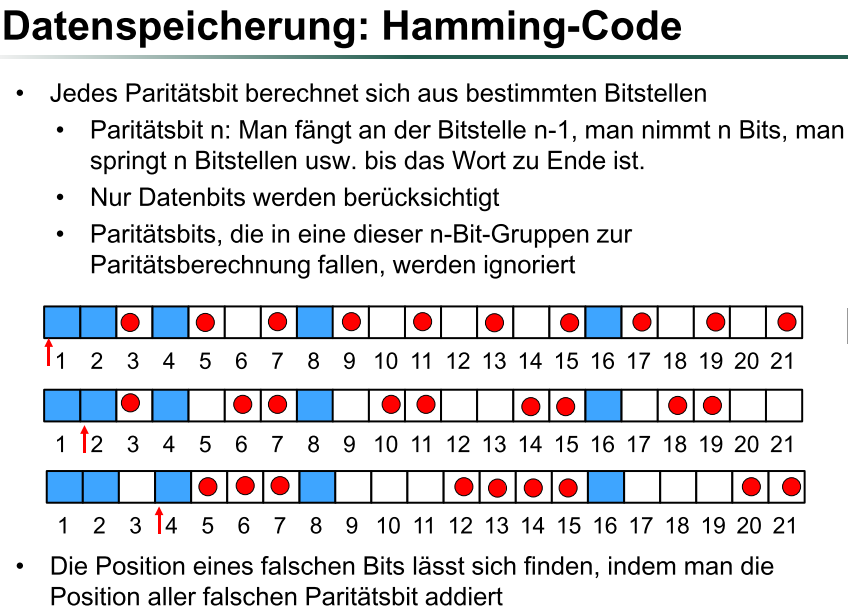 Datenspeicherung: Hamming-Code
• Jedes Paritätsbit berechnet sich aus bestimmten Bitstellen
• Paritätsbit n: Man fängt an der Bitstelle n-1, man nimmt n Bits, man
springt n Bitstellen usw. bis das Wort zu Ende ist.
• Nur Datenbits werden berücksichtigt
• Paritätsbits, die in eine dieser n-Bit-Gruppen zur
Paritätsberechnung fallen, werden ignoriert
1 2 3 4 5 6 7 8 9 10 11 12 13 14 15 16 17 18 19 20 21
1 2 3 4 5 6 7 8 9 10 11 12 13 14 15 16 17 18 19 20 21
1 2 3 4 5 6 7 8 9 10 11 12 13 14 15 16 17 18 19 20 21
• Die Position eines falschen Bits lässt sich finden, indem man die
Position aller falschen Paritätsbit addiert